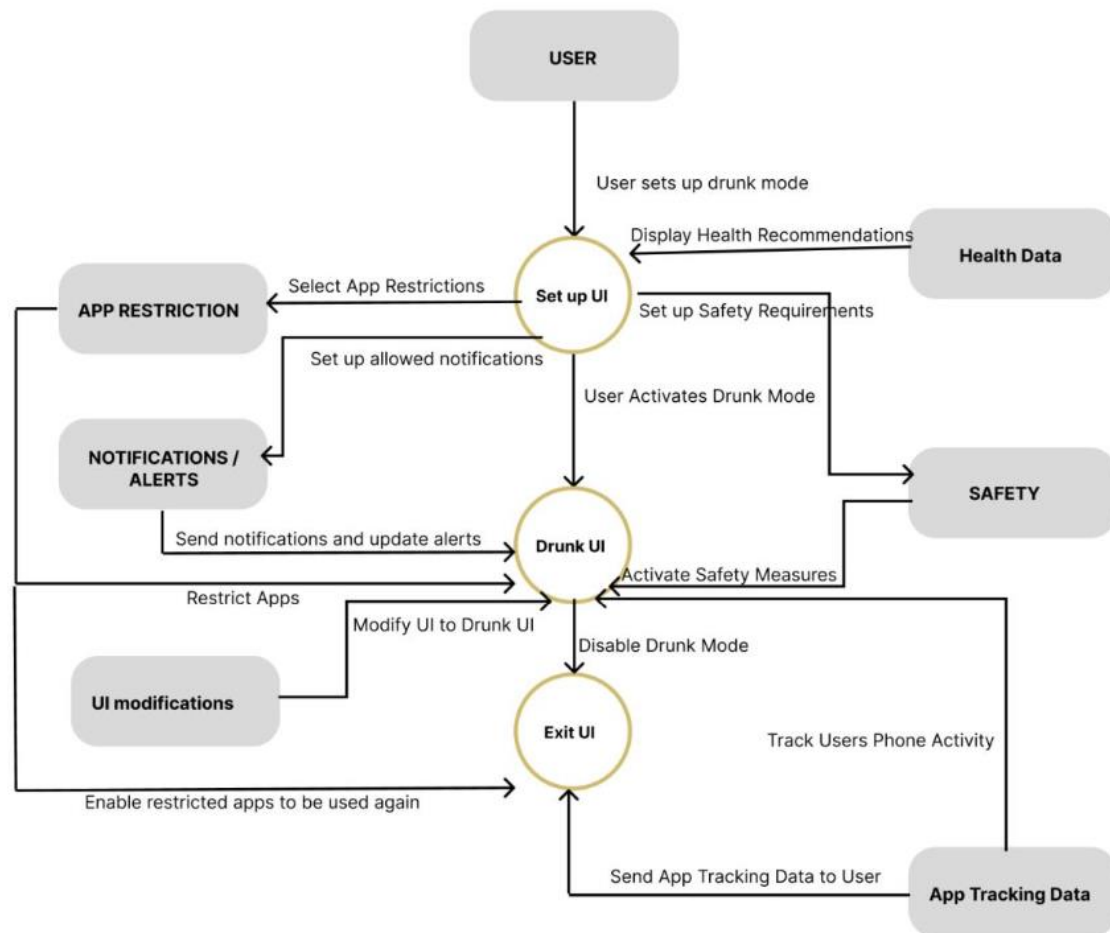 USER
User sets up drunk mode
Display Health Recommendations
Health Data
Select App Restrictions
APP RESTRICTION
Set up UI
Set up Safety Requirements
Set up allowed notifications
User Activates Drunk Mode
NOTIFICATIONS /
ALERTS
SAFETY
Send notifications and update alerts
Drunk UI
Activate Safety Measures
Restrict Apps
Modify UI to Drunk UI
Disable Drunk Mode
UI modifications
Exit UI
Track Users Phone Activity
Enable restricted apps to be used again
Send App Tracking Data to User
App Tracking Data